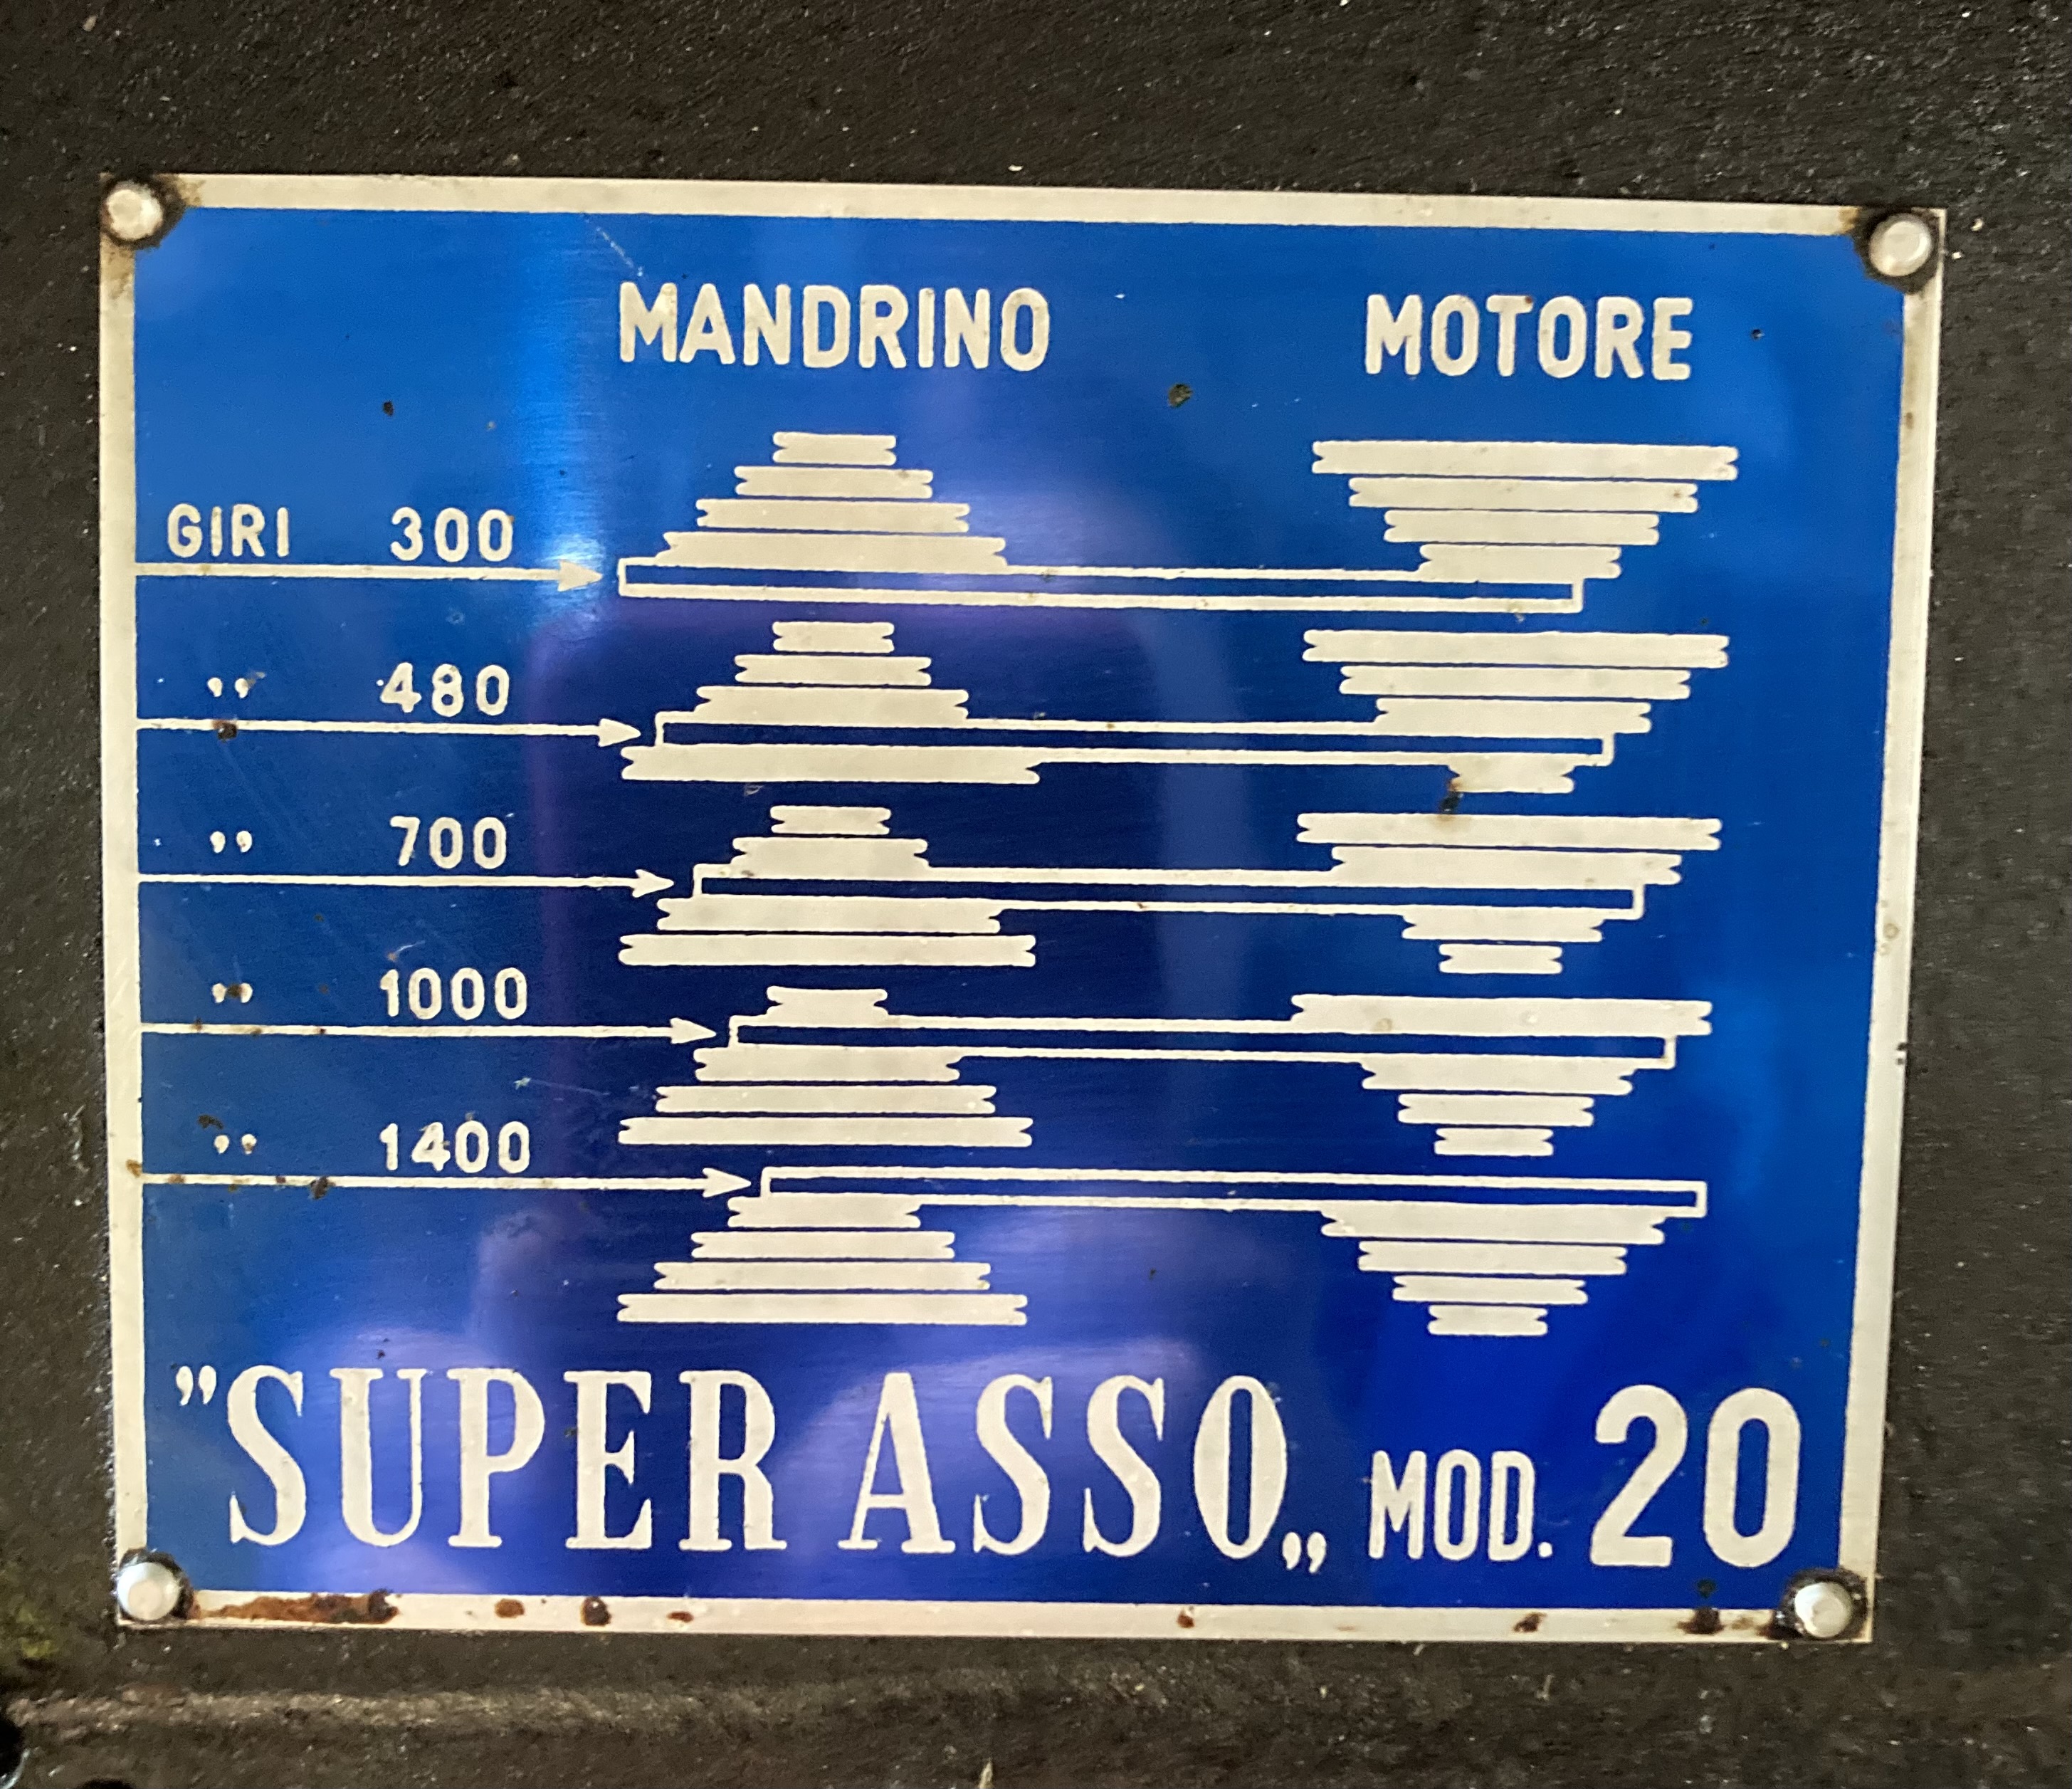 MANDRINO MOTORE
GIRI 300
,, 480
,, 700
,, 1000
,, 1400
"SUPER ASSO,, MOD. 20